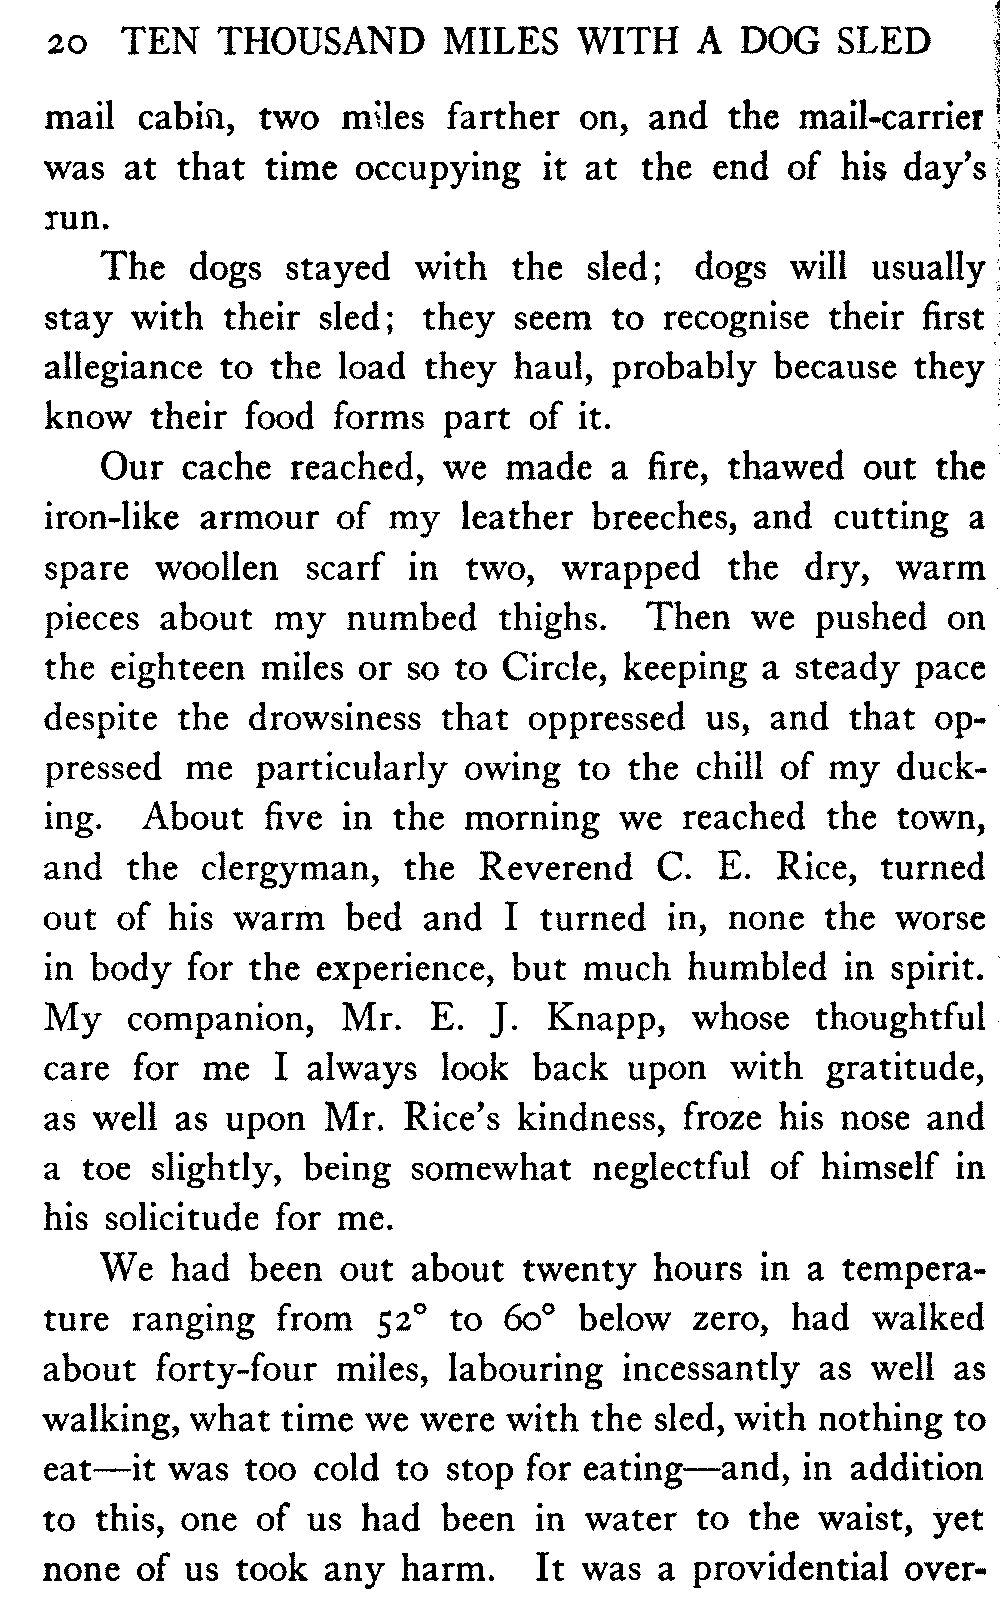 20 TEN THOUSAND MILES WITH A DOG SLED
mail cabin, two miles farther on, and the mail-carrier
was at that time occupying it at the end of his day's
run.
The dogs stayed with the sled; dogs will usually
stay with their sled; they seem to recognise their first
allegiance to the load they haul, probably because they
know their food forms part of it.
Our cache reached, we made a fire, thawed out the
iron-like armour of my leather breeches, and cutting a
spare woollen scarf in two, wrapped the dry, warm
pieces about my numbed thighs. Then we pushed on
the eighteen miles or so to Circle, keeping a steady pace
despite the drowsiness that oppressed us, and that op-
pressed me particularly owing to the chill of my duck-
ing. About five in the morning we reached the town,
and the clergyman, the Reverend C. E. Rice, turned
out of his warm bed and I turned in, none the worse
in body for the experience, but much humbled in spirit.
My companion, Mr. E. J. Knapp, whose thoughtful
care for me I always look back upon with gratitude,
as well as upon Mr. Rice's kindness, froze his nose and
a toe slightly, being somewhat neglectful of himself in
his solicitude for me.
We had been out about twenty hours in a tempera-
ture ranging from 52° to 60° below zero, had walked
about forty-four miles, labouring incessantly as well as
walking, what time we were with the sled, with nothing to
eat—it was too cold to stop for eating—and, in addition
to this, one of us had been in water to the waist, yet
none of us took any harm. It was a providential over-